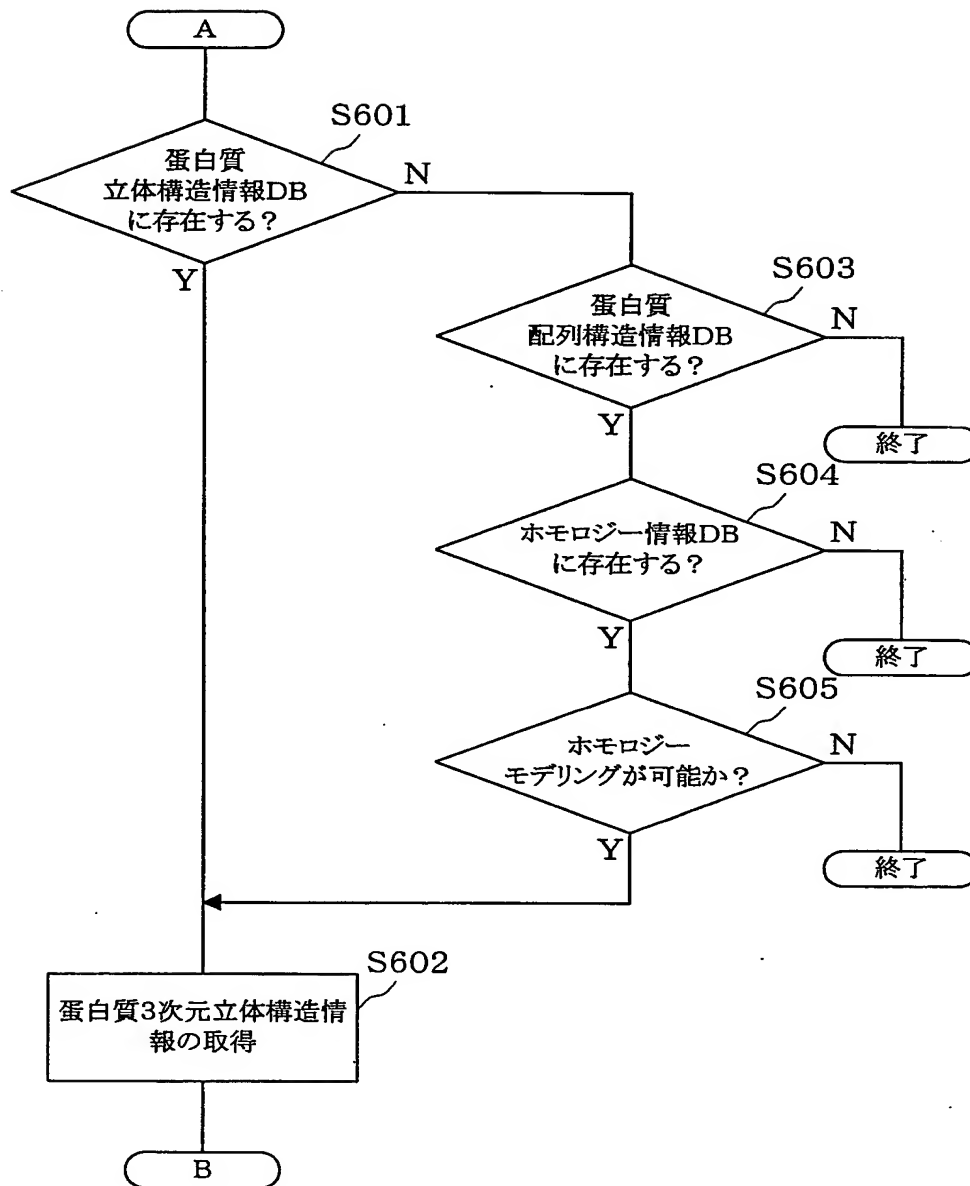 A
S601
蛋白質
立体構造情報DB
に存在する?
N
Y
S603
蛋白質
配列構造情報DB
に存在する?
N
Y
終了
S604
ホモロジー情報DB
に存在する?
N
Y
終了
S605
ホモロジー
モデリングが可能か?
N
Y
終了
S602
蛋白質3次元立体構造情
報の取得
B